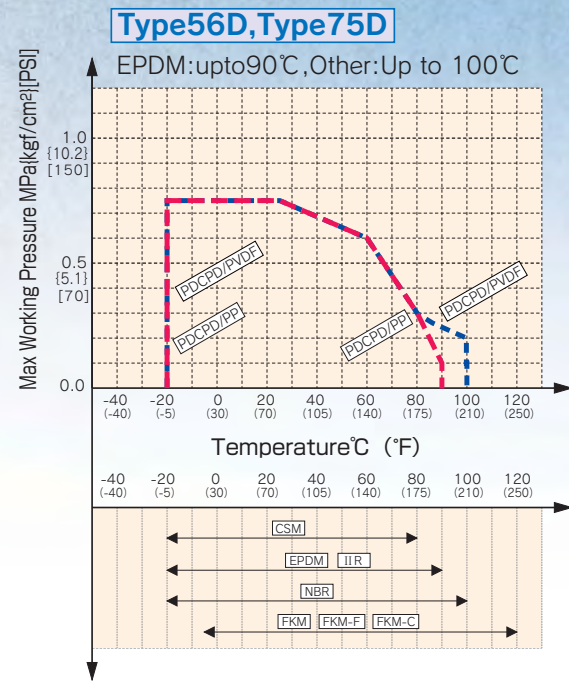 Type56D,Type75D
EPDM:upto90℃,Other:Up to 100℃
Max Working Pressure MPa{kgf/cm²}[PSI]
1.0
{10.2}
[150]
0.5
{5.1}
[70]
0.0
PDCPD/PVDF
PDCPD/PP
PDCPD/PP
PDCPD/PVDF
-40 -20 0 20 40 60 80 100 120
(-40) (-5) (30) (70) (105) (140) (175) (210) (250)
Temperature℃ (℉)
-40 -20 0 20 40 60 80 100 120
(-40) (-5) (30) (70) (105) (140) (175) (210) (250)
CSM
EPDM IIR
NBR
FKM FKM-F FKM-C